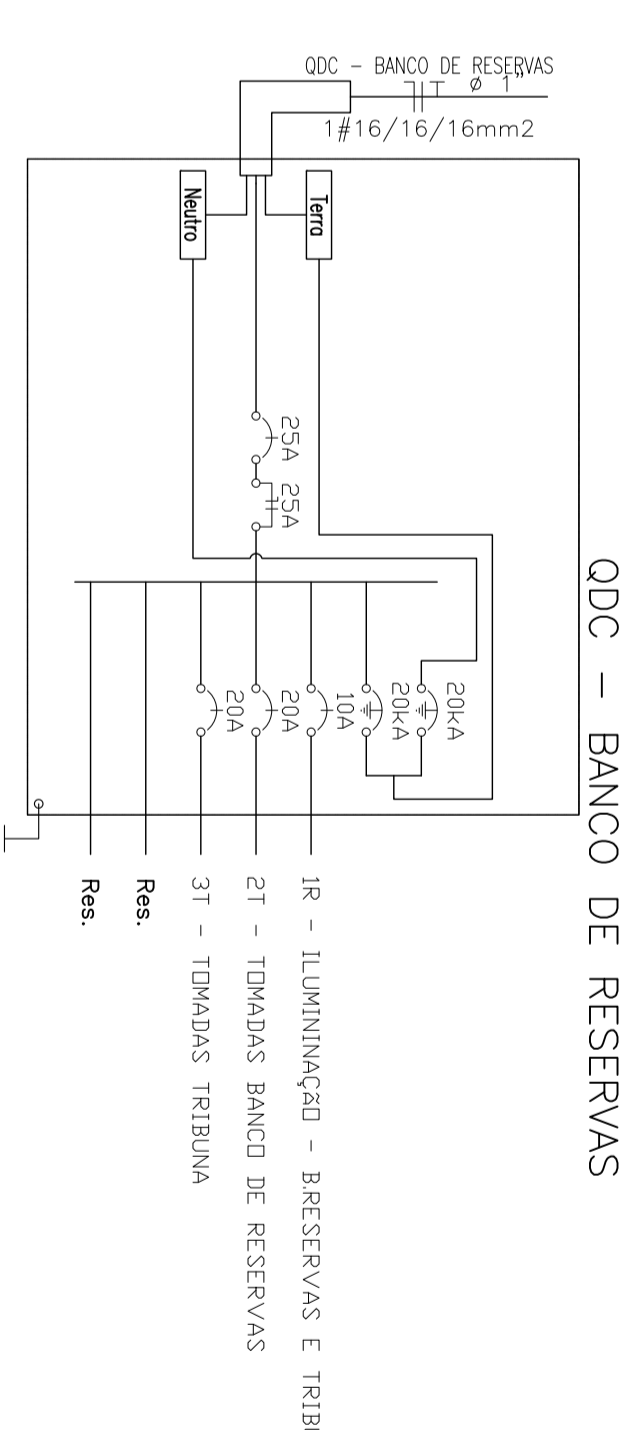 QDC - BANCO DE RESERVAS
QDC - BANCO DE RESERVAS
ø 1"
1#16/16/16mm2
Terra
Neutro
25A
25A
20kA
20kA
10A
20A
20A
1R - ILUMININAÇÃO - B.RESERVAS E
2T - TOMADAS BANCO DE RESERVAS
3T - TOMADAS TRIBUNA
Res.
Res.